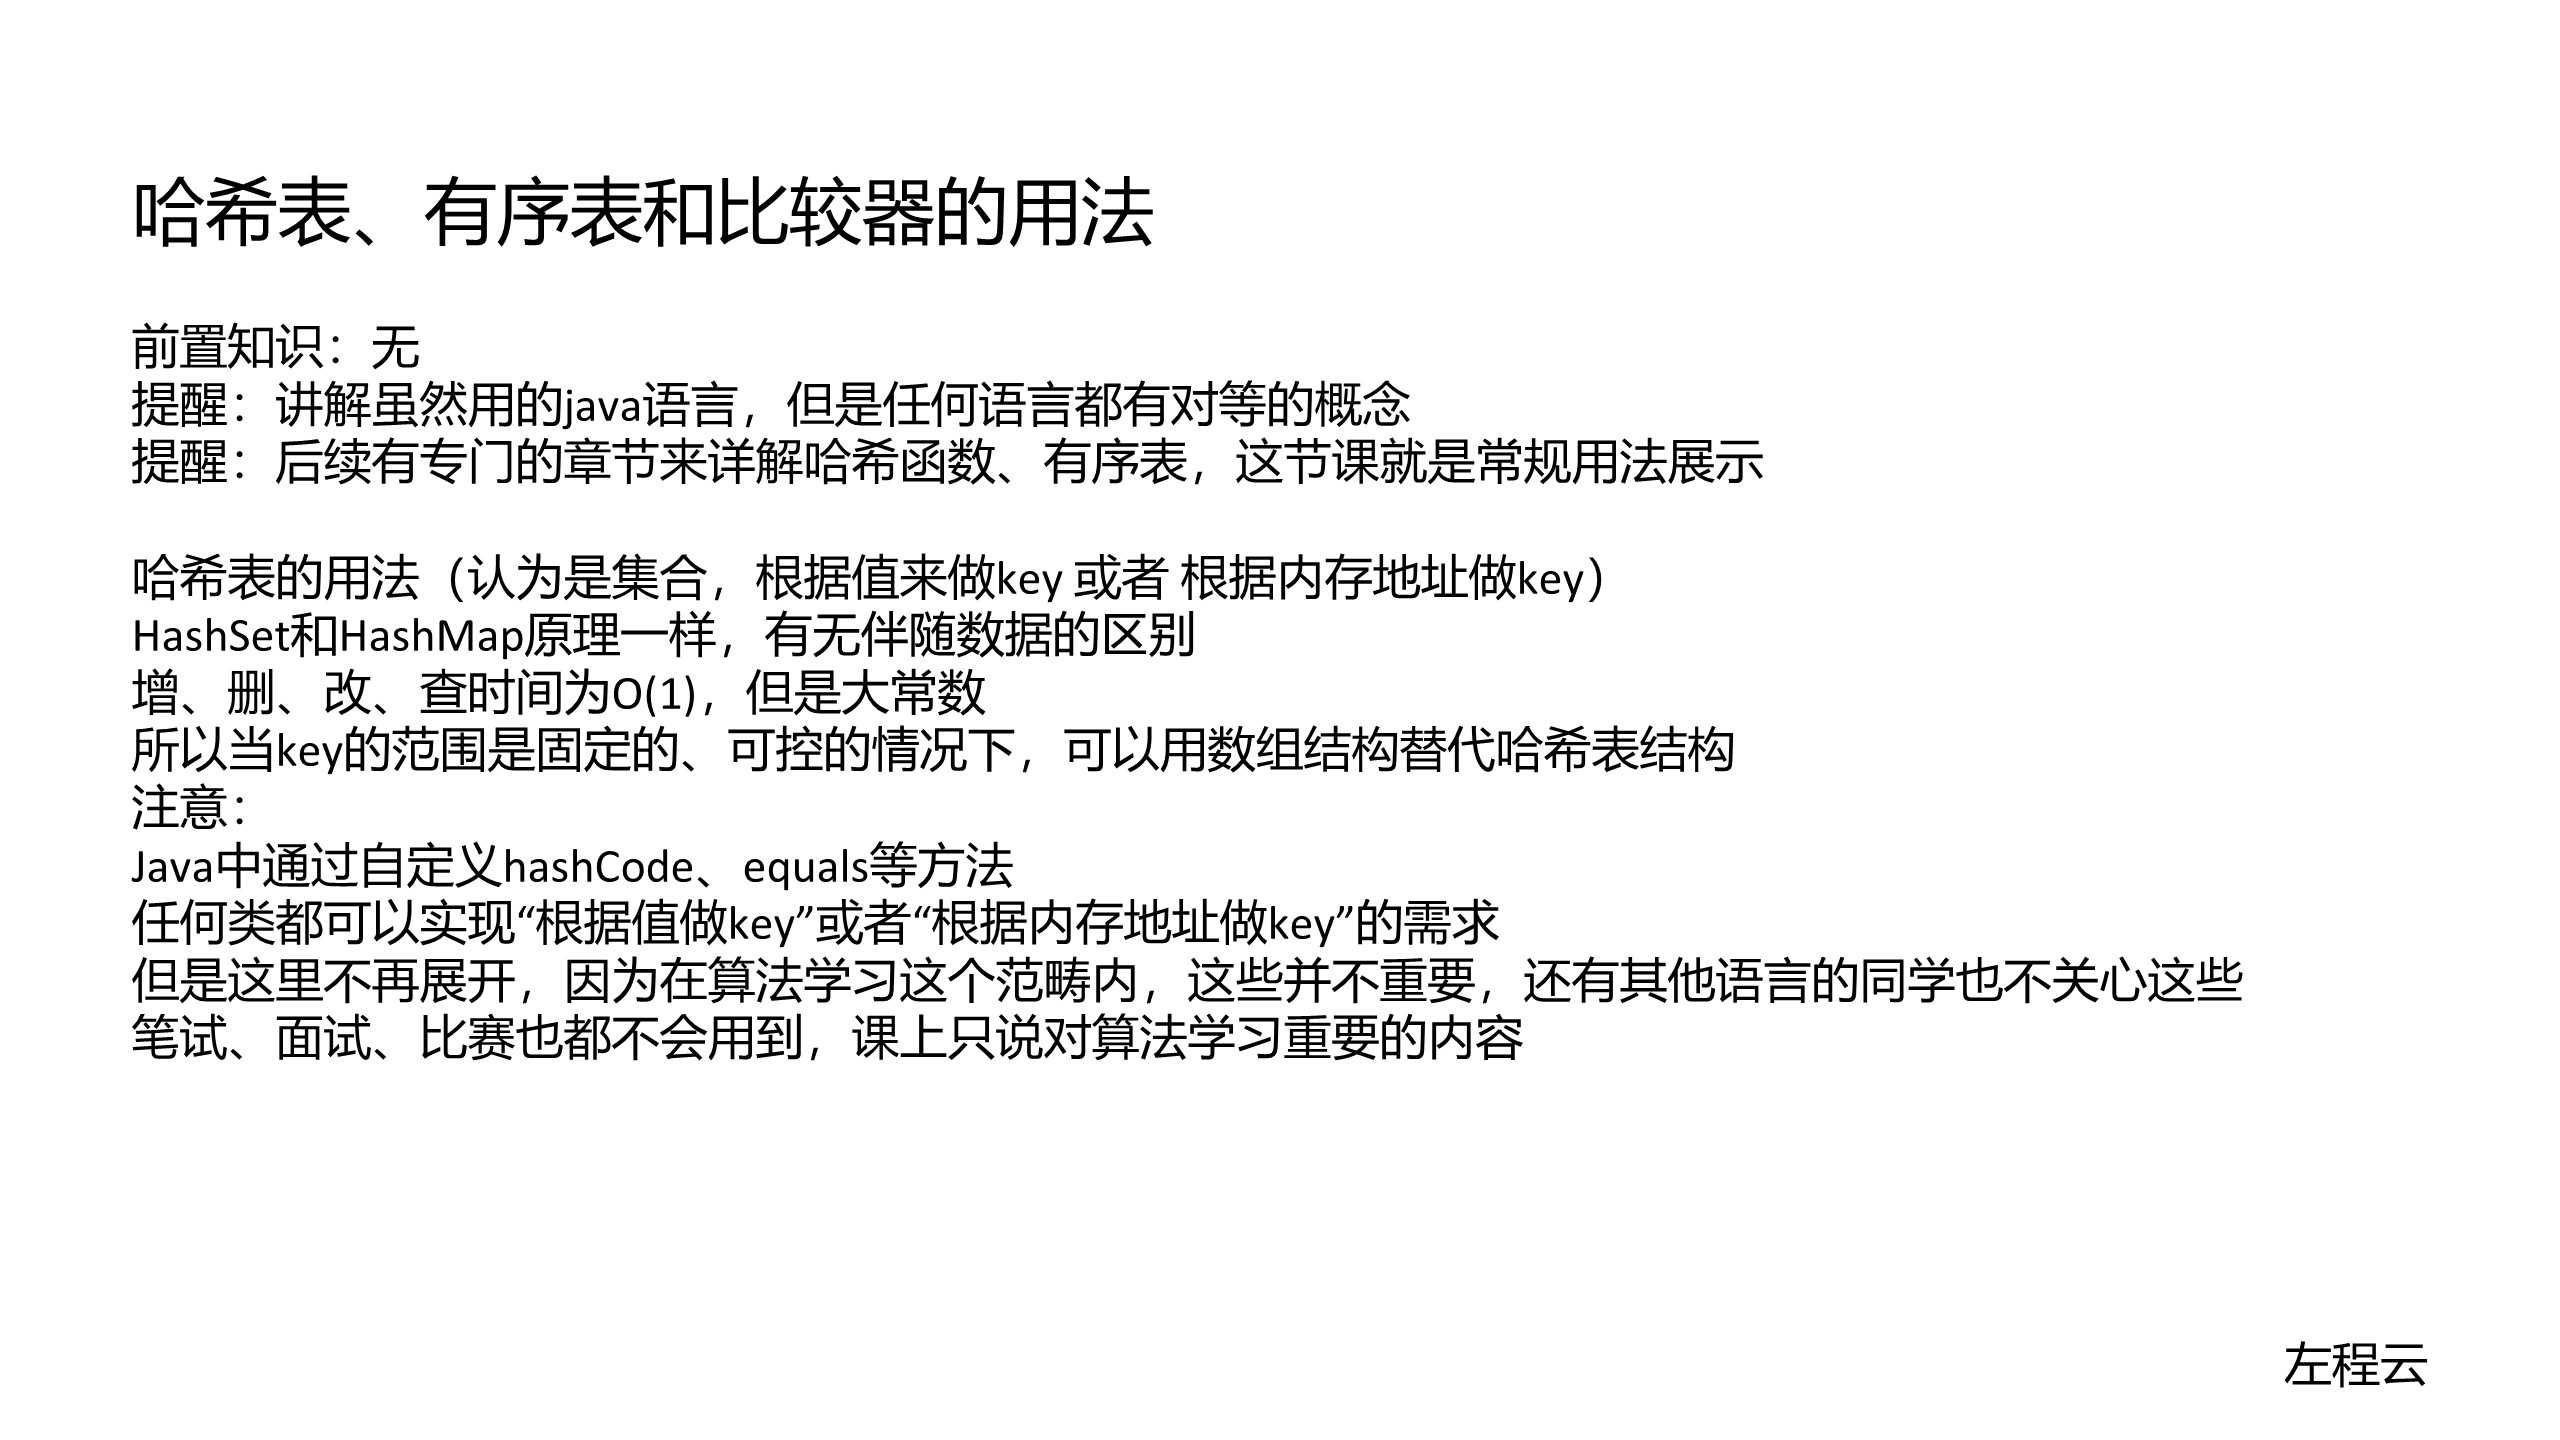 哈希表、有序表和比较器的用法
前置知识：无
提醒：讲解虽然用的java语言，但是任何语言都有对等的概念
提醒：后续有专门的章节来详解哈希函数、有序表，这节课就是常规用法展示
哈希表的用法（认为是集合，根据值来做key 或者 根据内存地址做key）
HashSet和HashMap原理一样，有无伴随数据的区别
增、删、改、查时间为O(1)，但是大常数
所以当key的范围是固定的、可控的情况下，可以用数组结构替代哈希表结构
注意：
Java中通过自定义hashCode、equals等方法
任何类都可以实现“根据值做key”或者“根据内存地址做key”的需求
但是这里不再展开，因为在算法学习这个范畴内，这些并不重要，还有其他语言的同学也不关心这些
笔试、面试、比赛也都不会用到，课上只说对算法学习重要的内容
左程云